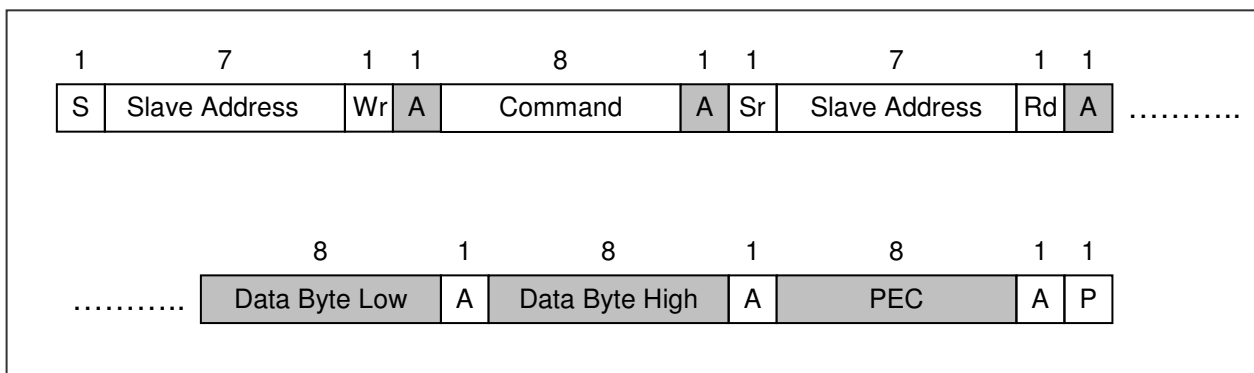 1 7 1 1 8 1 1 7 1 1
S Slave Address Wr A Command A Sr Slave Address Rd A ………..
8 1 8 1 8 1 1
……….. Data Byte Low A Data Byte High A PEC A P